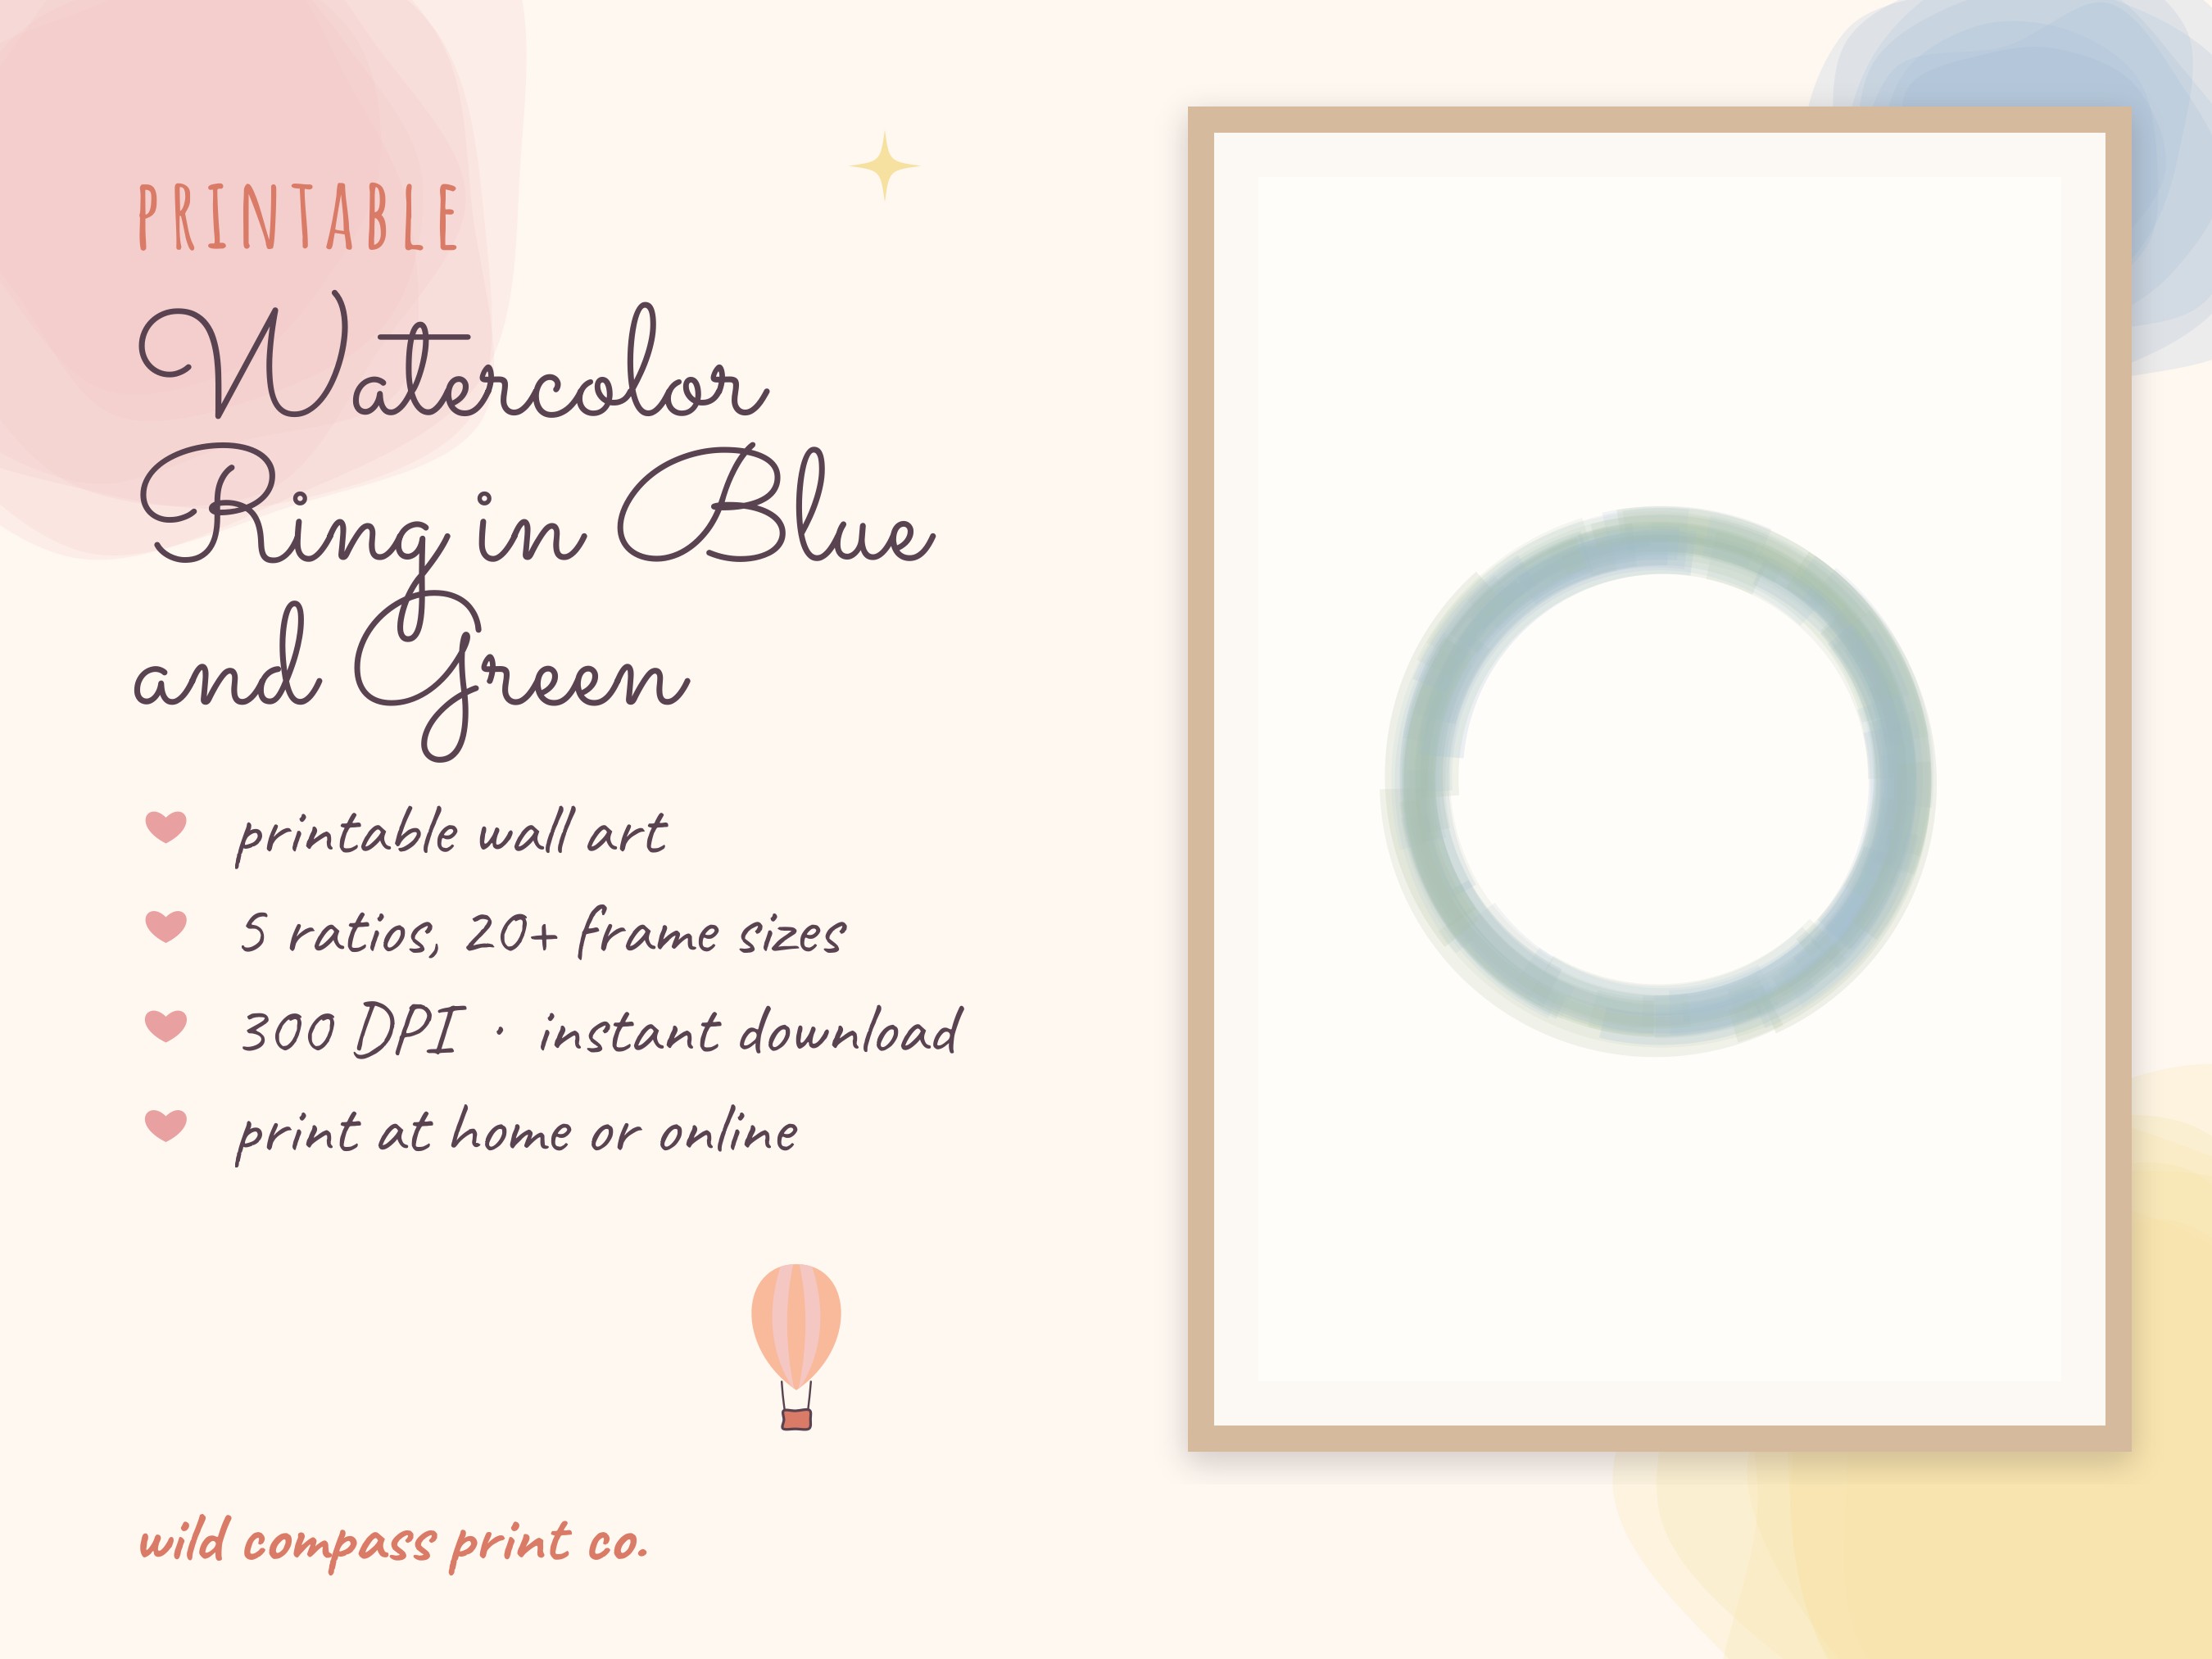 PRINTABLE
Watercolor
Ring in Blue
and Green
printable wall art
5 ratios, 20+ frame sizes
300 DPI · instant download
print at home or online
wild compass print co.